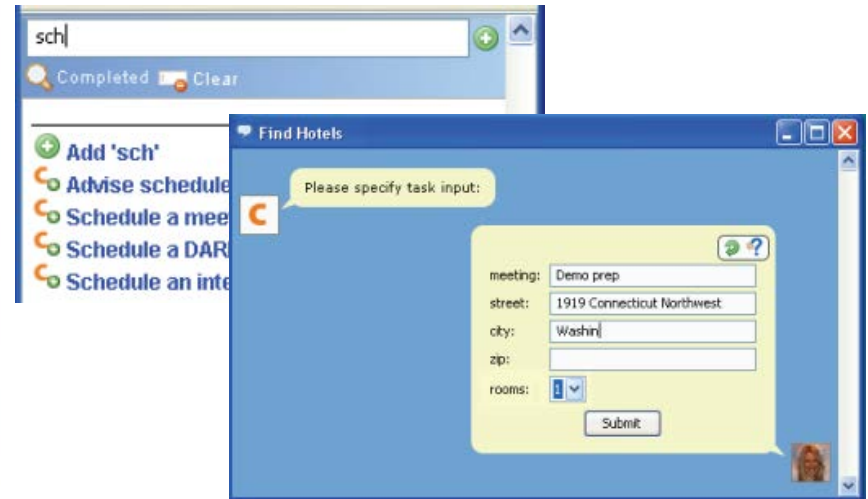 sch
Completed Clear
Add 'sch'
Advise schedule
Schedule a mee
Schedule a DAR
Schedule an inte
Find Hotels
Please specify task input:
C
meeting: Demo prep
street: 1919 Connecticut Northwest
city: Washin
zip:
rooms: 1
Submit